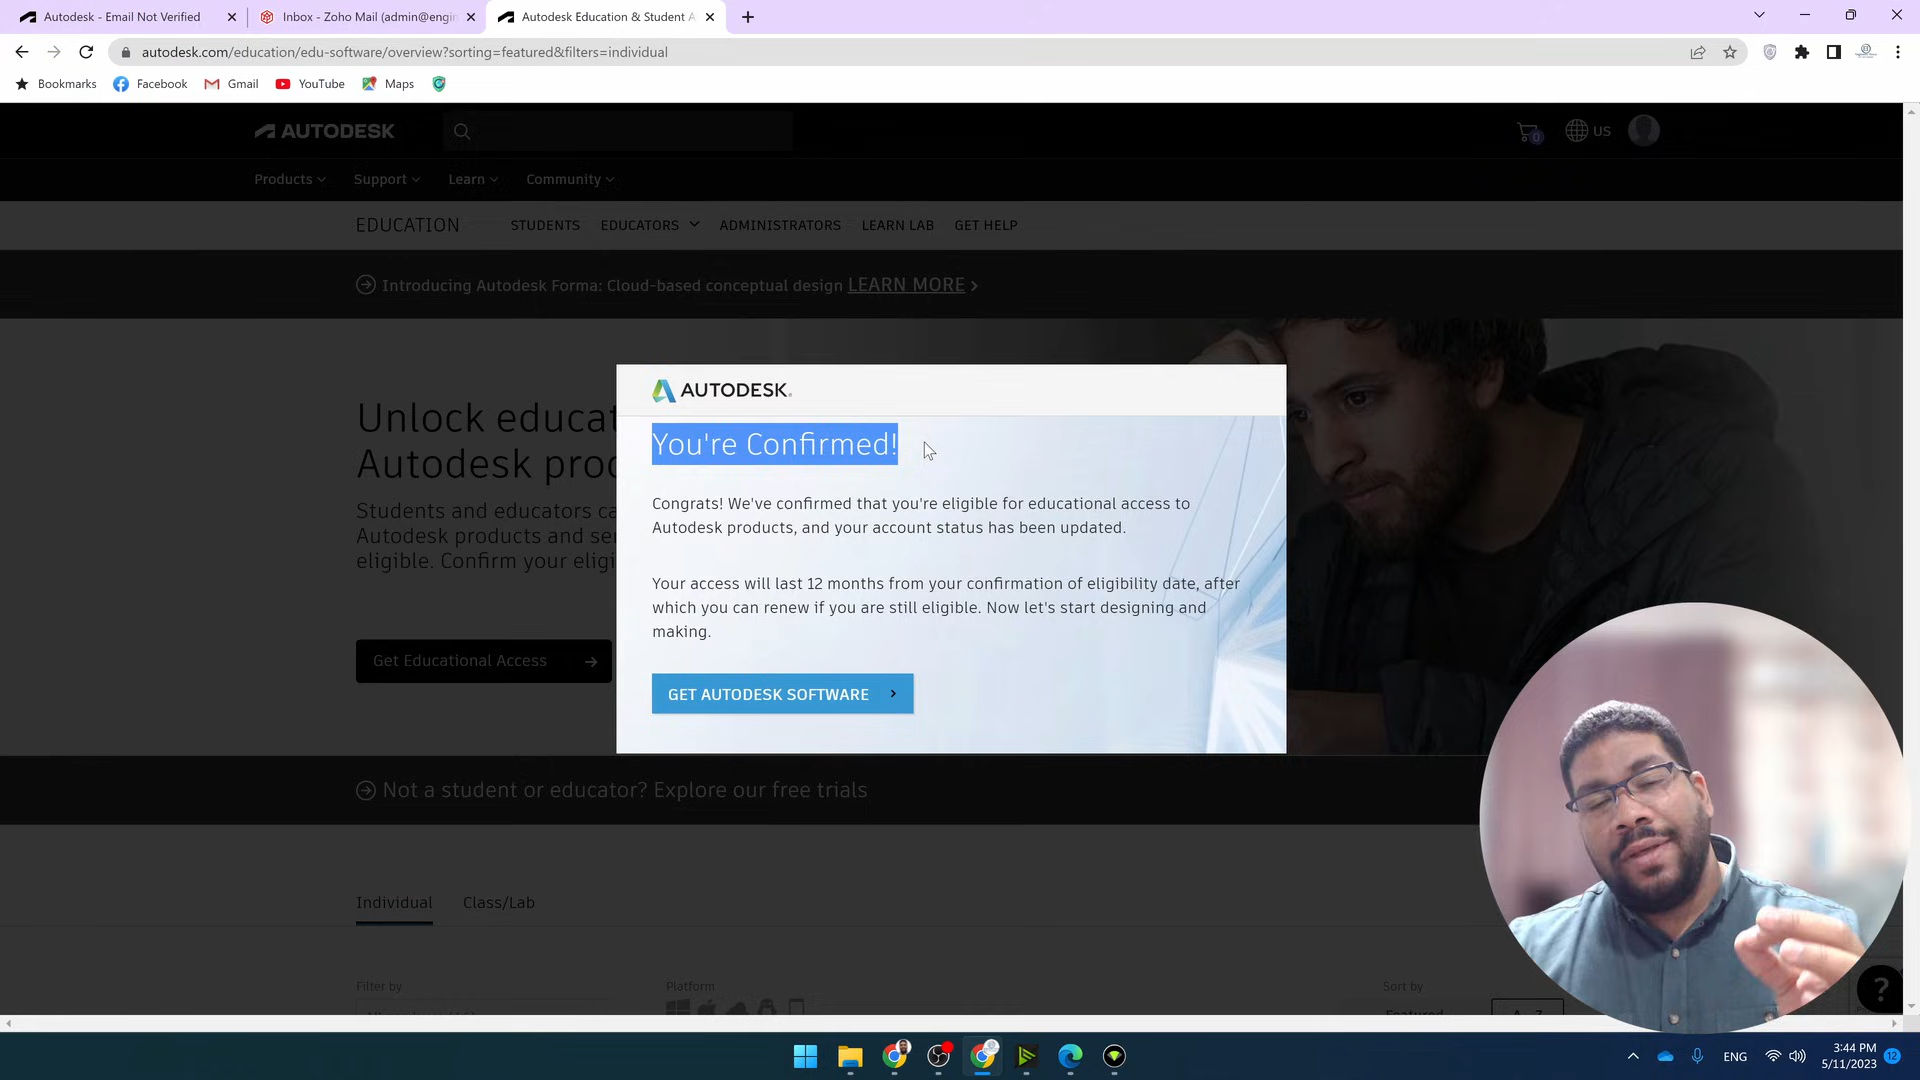 Autodesk - Email Not Verified
Inbox - Zoho Mail (admin@engin
Autodesk Education & Student A
autodesk.com/education/edu-software/overview?sorting=featured&filters=individual
Bookmarks
Facebook
Gmail
YouTube
Maps
AUTODESK
0
US
Products
Support
Learn
Community
EDUCATION
STUDENTS
EDUCATORS
ADMINISTRATORS
LEARN LAB
GET HELP
Introducing Autodesk Forma: Cloud-based conceptual design LEARN MORE
Unlock educat
Autodesk prod
Students and educators ca
Autodesk products and ser
eligible. Confirm your eligi
Get Educational Access
AUTODESK.
You're Confirmed!
Congrats! We've confirmed that you're eligible for educational access to
Autodesk products, and your account status has been updated.
Your access will last 12 months from your confirmation of eligibility date, after
which you can renew if you are still eligible. Now let's start designing and
making.
GET AUTODESK SOFTWARE
Not a student or educator? Explore our free trials
Individual
Class/Lab
Filter by
Platform
Sort by
Featured
A - Z
?
ENG
3:44 PM
5/11/2023
12